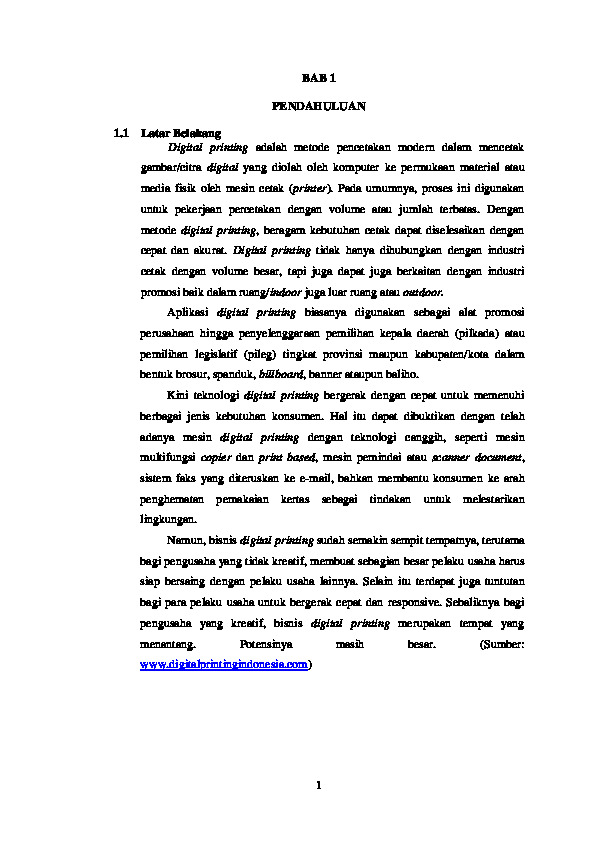 BAB 1
PENDAHULUAN
1.1 Latar Belakang
Digital printing adalah metode pencetakan modern dalam mencetak
gambar/citra digital yang diolah oleh komputer ke permukaan material atau
media fisik oleh mesin cetak (printer). Pada umumnya, proses ini digunakan
untuk pekerjaan percetakan dengan volume atau jumlah terbatas. Dengan
metode digital printing, beragam kebutuhan cetak dapat diselesaikan dengan
cepat dan akurat. Digital printing tidak hanya dihubungkan dengan industri
cetak dengan volume besar, tapi juga dapat juga berkaitan dengan industri
promosi baik dalam ruang/indoor juga luar ruang atau outdoor.
Aplikasi digital printing biasanya digunakan sebagai alat promosi
perusahaan hingga penyelenggaraan pemilihan kepala daerah (pilkada) atau
pemilihan legislatif (pileg) tingkat provinsi maupun kabupaten/kota dalam
bentuk brosur, spanduk, billboard, banner ataupun baliho.
Kini teknologi digital printing bergerak dengan cepat untuk memenuhi
berbagai jenis kebutuhan konsumen. Hal itu dapat dibuktikan dengan telah
adanya mesin digital printing dengan teknologi canggih, seperti mesin
multifungsi copier dan print based, mesin pemindai atau scanner document,
sistem faks yang diteruskan ke e-mail, bahkan membantu konsumen ke arah
penghematan pemakaian kertas sebagai tindakan untuk melestarikan
lingkungan.
Namun, bisnis digital printing sudah semakin sempit tempatnya, terutama
bagi pengusaha yang tidak kreatif, membuat sebagian besar pelaku usaha harus
siap bersaing dengan pelaku usaha lainnya. Selain itu terdapat juga tuntutan
bagi para pelaku usaha untuk bergerak cepat dan responsive. Sebaliknya bagi
pengusaha yang kreatif, bisnis digital printing merupakan tempat yang
menantang. Potensinya masih besar. (Sumber:
www.digitalprintingindonesia.com)
1